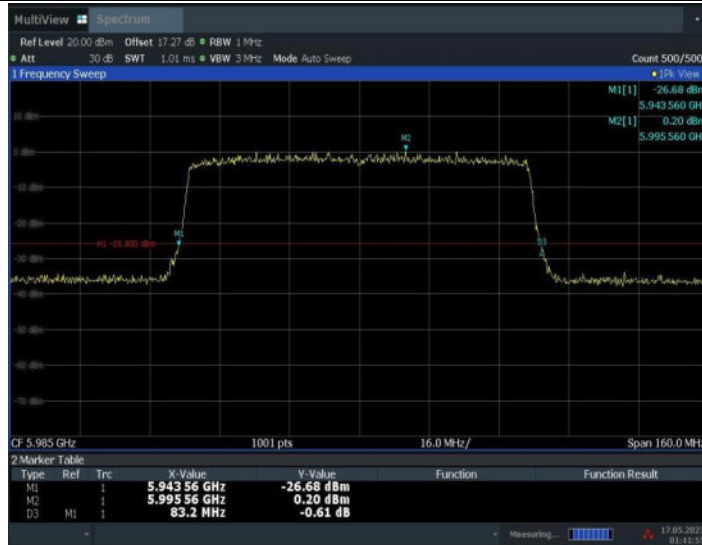 MultiView Spectrum
Ref Level 20.00 dBm Offset 17.27 dB RBW 1 MHz
Att 30 dB SWT 1.01 ms VBW 3 MHz Mode Auto Sweep Count 500/500
1 Frequency Sweep 1Pk View
M1[1] -26.68 dBm
5.943 560 GH
M2[1] 0.20 dBm
5.995 560 GH
10 dBm
M2
0 dBm
-10 dBm
-20 dBm
M1
H1 -25.800 dBm
D3
-30 dBm
-40 dBm
-50 dBm
-60 dBm
-70 dBm
CF 5.985 GHz 1001 pts 16.0 MHz/ Span 160.0 MHz
2 Marker Table
Type Ref Trc X-Value Y-Value Function Function Result
M1 1 5.943 56 GHz -26.68 dBm
M2 1 5.995 56 GHz 0.20 dBm
D3 M1 1 83.2 MHz -0.61 dB
Measuring... 17.05.2023
01:41:55